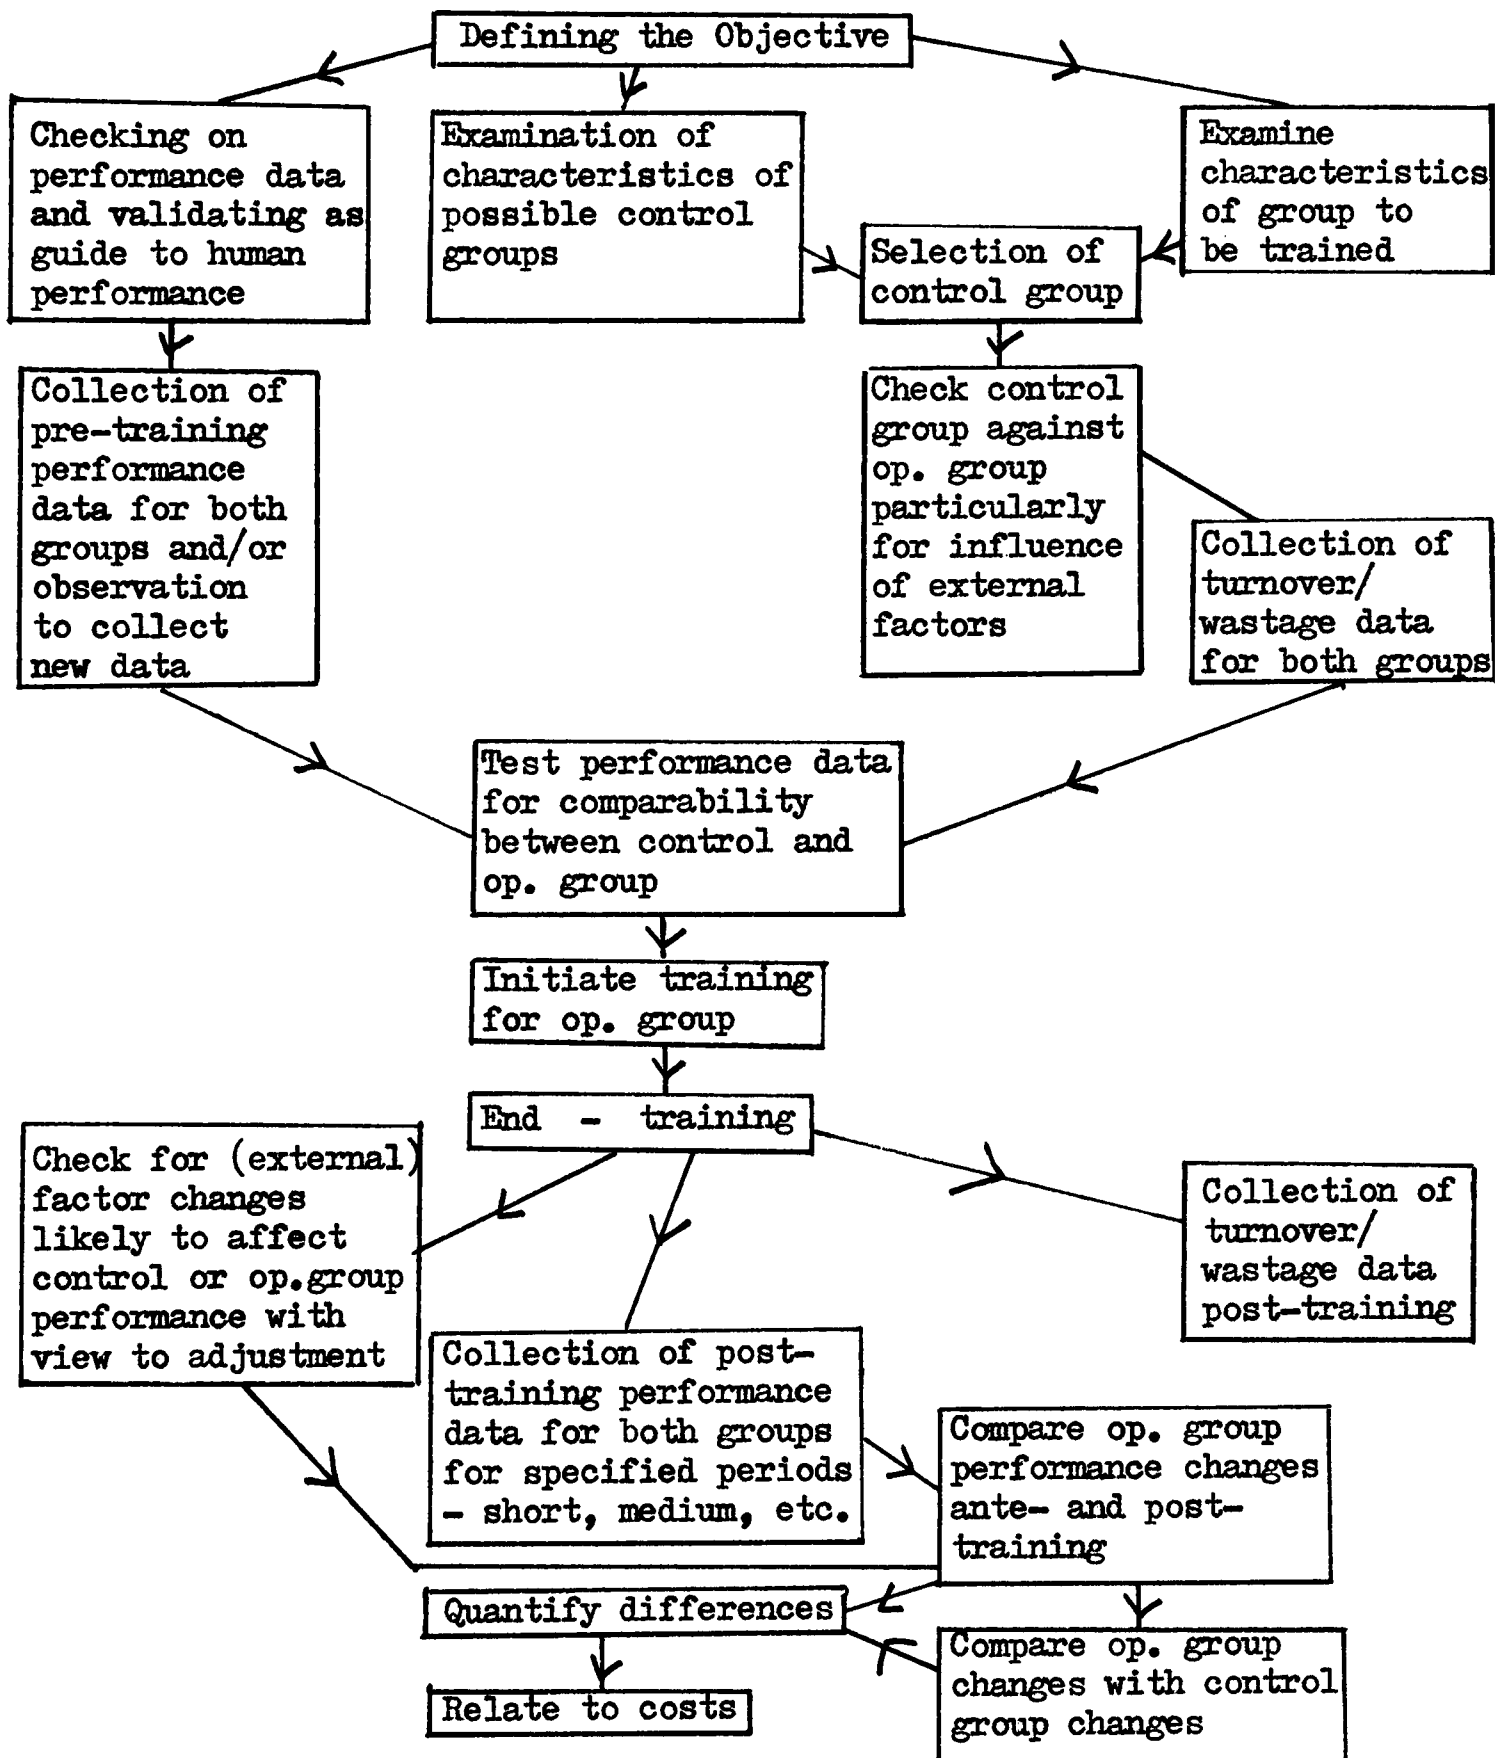 Defining the Objective
Checking on
performance data
and validating as
guide to human
performance
Examination of
characteristics of
possible control
groups
Examine
characteristics
of group to
be trained
Selection of
control group
Collection of
pre-training
performance
data for both
groups and/or
observation
to collect
new data
Check control
group against
op. group
particularly
for influence
of external
factors
Collection of
turnover/
wastage data
for both groups
Test performance data
for comparability
between control and
op. group
Initiate training
for op. group
End - training
Check for (external)
factor changes
likely to affect
control or op.group
performance with
view to adjustment
Collection of
turnover/
wastage data
post-training
Collection of post-
training performance
data for both groups
for specified periods
- short, medium, etc.
Compare op. group
performance changes
ante- and post-
training
Quantify differences
Compare op. group
changes with control
group changes
Relate to costs